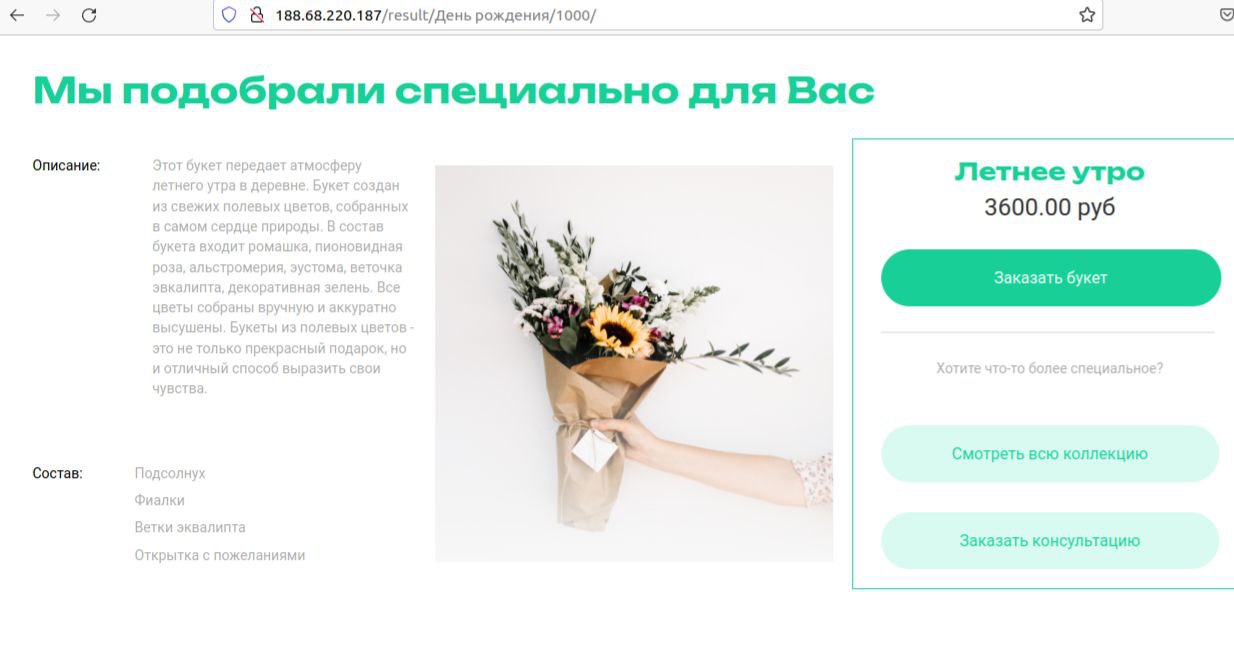 188.68.220.187/result/День рождения/1000/
Мы подобрали специально для Вас
Описание:
Этот букет передает атмосферу
летнего утра в деревне. Букет создан
из свежих полевых цветов, собранных
в самом сердце природы. В состав
букета входит ромашка, пионовидная
роза, альстромерия, эустома, веточка
эвкалипта, декоративная зелень. Все
цветы собраны вручную и аккуратно
высушены. Букеты из полевых цветов -
это не только прекрасный подарок, но
и отличный способ выразить свои
чувства.
Состав:
Подсолнух
Фиалки
Ветки эквалипта
Открытка с пожеланиями
Летнее утро
3600.00 руб
Заказать букет
Хотите что-то более специальное?
Смотреть всю коллекцию
Заказать консультацию